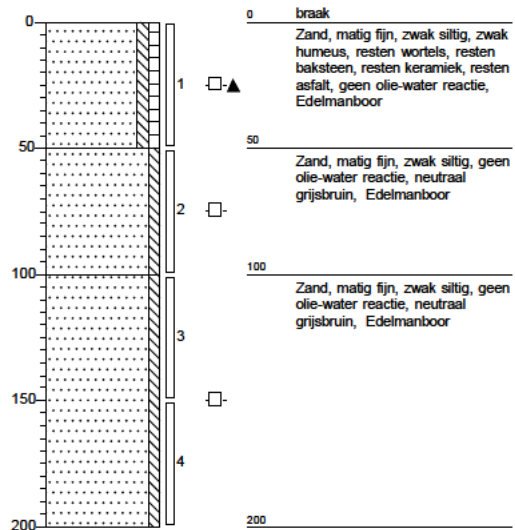 0
50
100
150
200
1
2
3
4
0 braak
Zand, matig fijn, zwak siltig, zwak
humeus, resten wortels, resten
baksteen, resten keramiek, resten
asfalt, geen olie-water reactie,
Edelmanboor
50
Zand, matig fijn, zwak siltig, geen
olie-water reactie, neutraal
grijsbruin, Edelmanboor
100
Zand, matig fijn, zwak siltig, geen
olie-water reactie, neutraal
grijsbruin, Edelmanboor
200